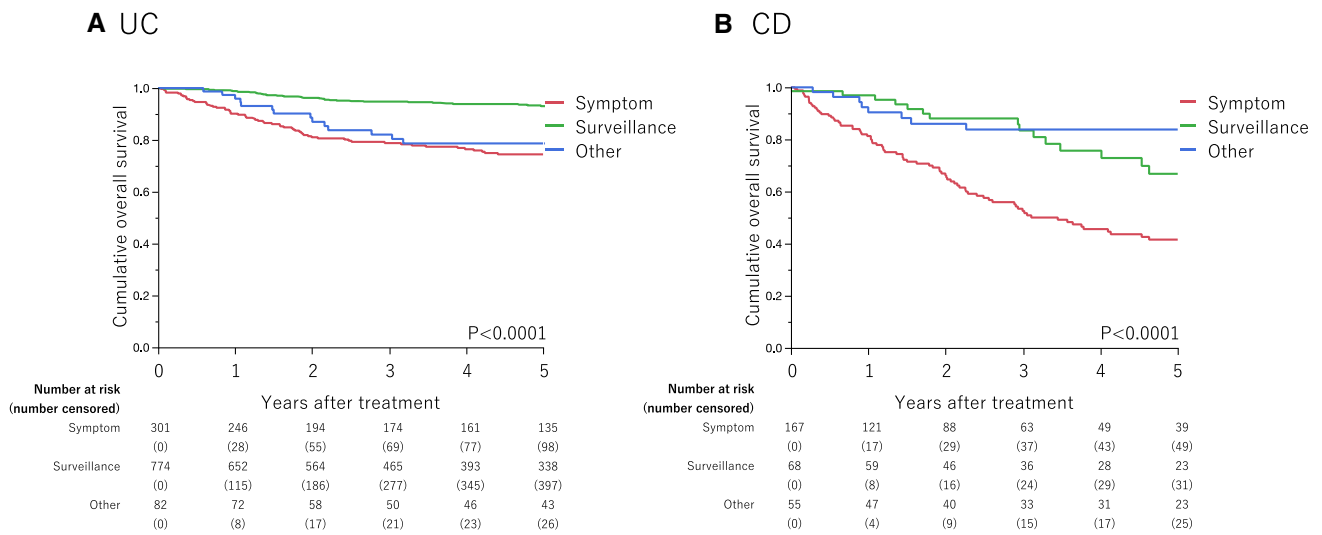 A UC
1.0
0.8
0.6
0.4
0.2
0.0
Cumulative overall survival
Symptom
Surveillance
Other
P<0.0001
0 1 2 3 4 5
Years after treatment
Number at risk
(number censored)
Symptom 301 246 194 174 161 135
(0) (28) (55) (69) (77) (98)
Surveillance 774 652 564 465 393 338
(0) (115) (186) (277) (345) (397)
Other 82 72 58 50 46 43
(0) (8) (17) (21) (23) (26)
B CD
1.0
0.8
0.6
0.4
0.2
0.0
Cumulative overall survival
Symptom
Surveillance
Other
P<0.0001
0 1 2 3 4 5
Years after treatment
Number at risk
(number censored)
Symptom 167 121 88 63 49 39
(0) (17) (29) (37) (43) (49)
Surveillance 68 59 46 36 28 23
(0) (8) (16) (24) (29) (31)
Other 55 47 40 33 31 23
(0) (4) (9) (15) (17) (25)